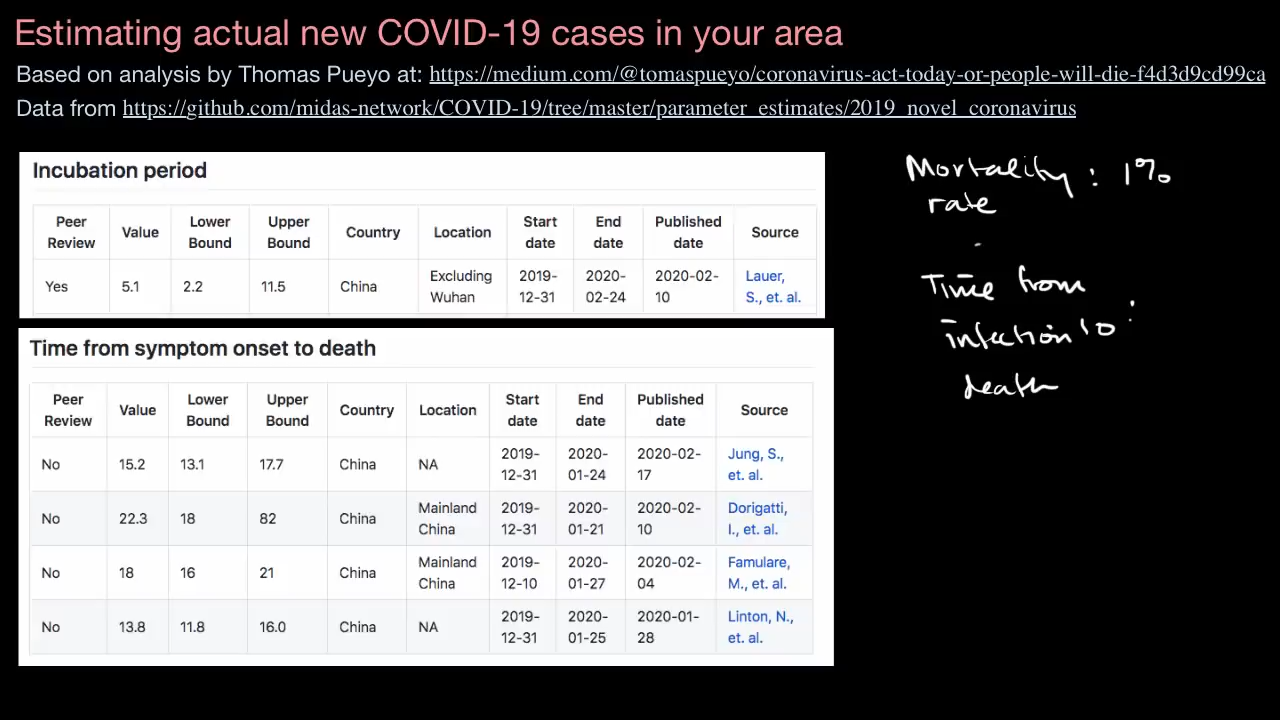 Estimating actual new COVID-19 cases in your area
Based on analysis by Thomas Pueyo at: https://medium.com/@tomaspueyo/coronavirus-act-today-or-people-will-die-f4d3d9cd99ca
Data from https://github.com/midas-network/COVID-19/tree/master/parameter_estimates/2019_novel_coronavirus
Incubation period
Peer Review Value Lower Bound Upper Bound Country Location Start date End date Published date Source
Yes 5.1 2.2 11.5 China Excluding Wuhan 2019-12-31 2020-02-24 2020-02-10 Lauer, S., et. al.
Time from symptom onset to death
Peer Review Value Lower Bound Upper Bound Country Location Start date End date Published date Source
No 15.2 13.1 17.7 China NA 2019-12-31 2020-01-24 2020-02-17 Jung, S., et. al.
No 22.3 18 82 China Mainland China 2019-12-31 2020-01-21 2020-02-10 Dorigatti, I., et. al.
No 18 16 21 China Mainland China 2019-12-10 2020-01-27 2020-02-04 Famulare, M., et. al.
No 13.8 11.8 16.0 China NA 2019-12-31 2020-01-25 2020-01-28 Linton, N., et. al.
Mortality : 1%
rate
Time from
infection to :
death